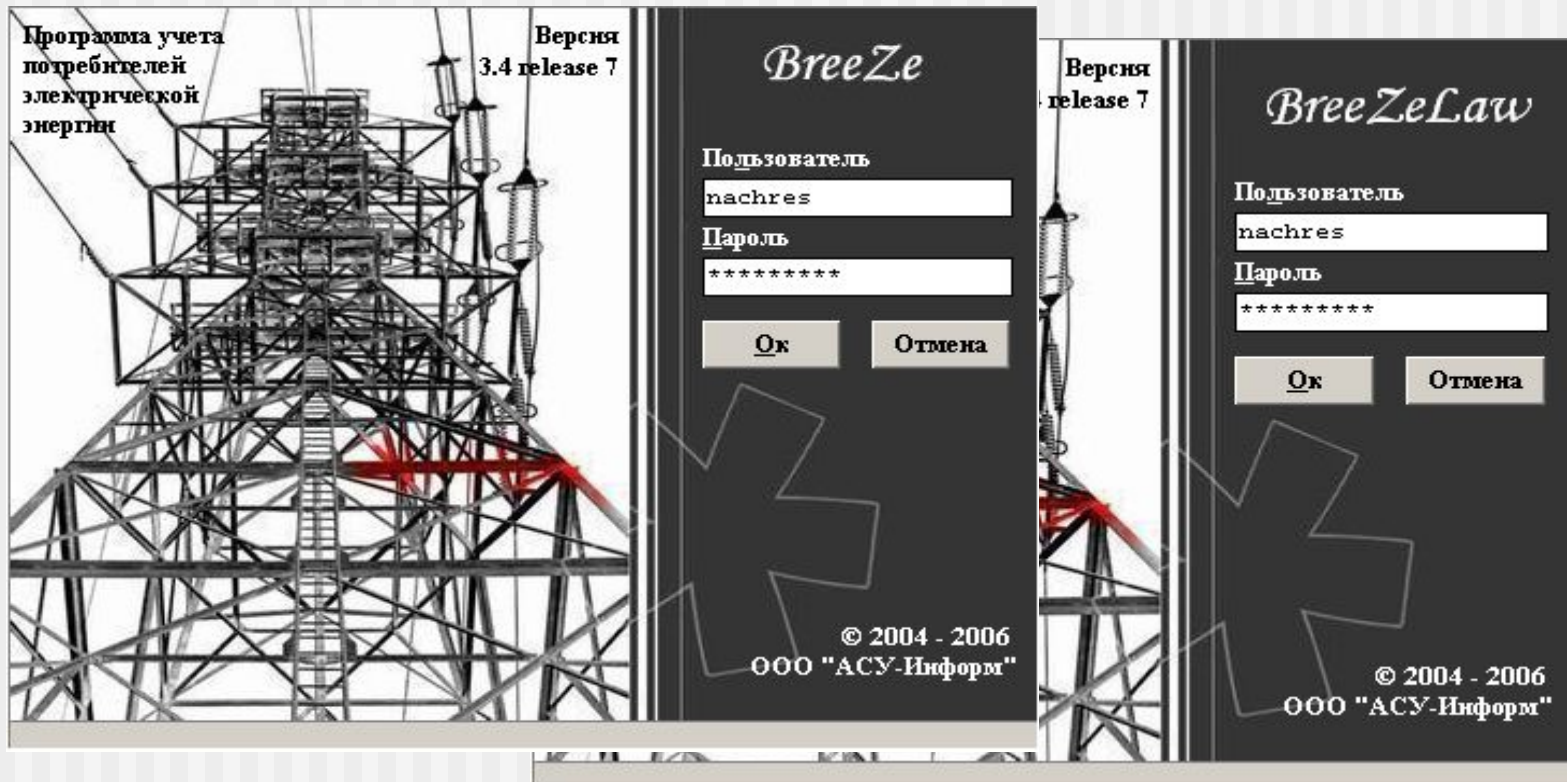 Программа учета
потребителей
электрической
энергии
Версия
3.4 release 7
BreeZe
Пользователь
nachres
Пароль
*********
Ок
Отмена
© 2004 - 2006
ООО "АСУ-Информ"
Версия
release 7
BreeZeLaw
Пользователь
nachres
Пароль
*********
Ок
Отмена
© 2004 - 2006
ООО "АСУ-Информ"